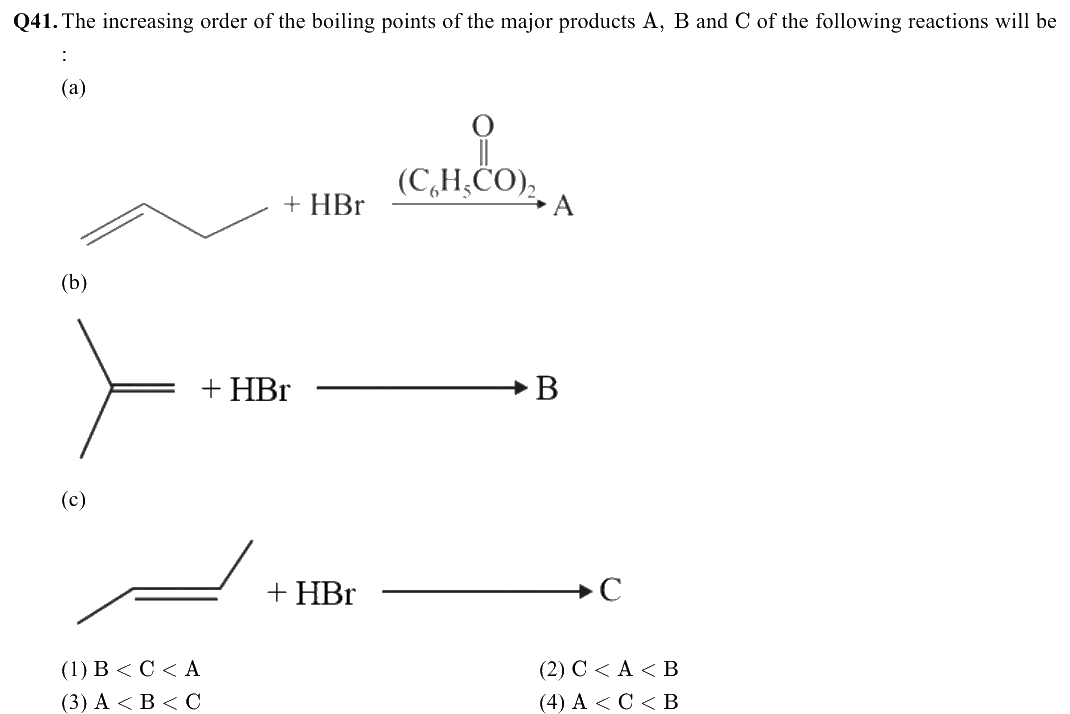 Q41. The increasing order of the boiling points of the major products A, B and C of the following reactions will be
:
(a)
O
(C₆H₅CO)₂
+ HBr A
(b)
+ HBr B
(c)
+ HBr C
(1) B < C < A (2) C < A < B
(3) A < B < C (4) A < C < B